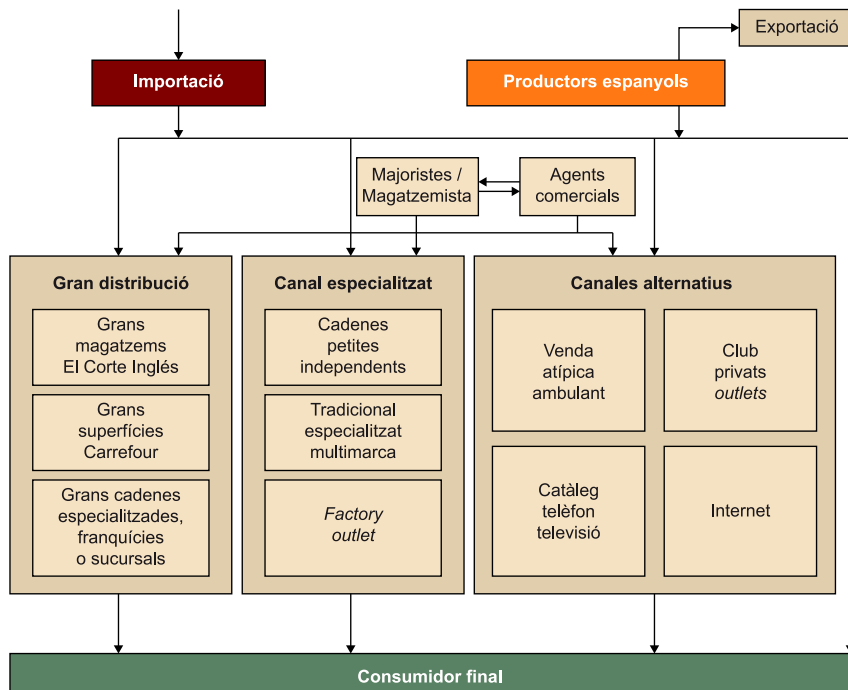 Exportació
Importació
Productors espanyols
Majoristes /
Magatzemista
Agents
comercials
Gran distribució
Grans
magatzems
El Corte Inglés
Grans
superfícies
Carrefour
Grans cadenes
especialitzades,
franquícies
o sucursals
Canal especialitzat
Cadenes
petites
independents
Tradicional
especialitzat
multimarca
Factory
outlet
Canales alternatius
Venda
atípica
ambulant
Club
privats
outlets
Catàleg
telèfon
televisió
Internet
Consumidor final